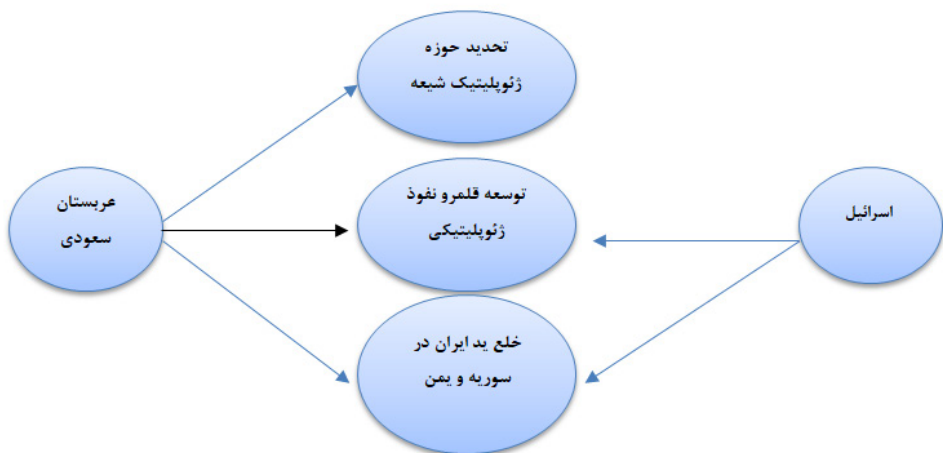 تحدید حوزه
ژئوپلیتیک شیعه
عربستان
سعودی
توسعه قلمرو نفوذ
ژئوپلیتیکی
اسرائیل
خلع ید ایران در
سوریه و یمن